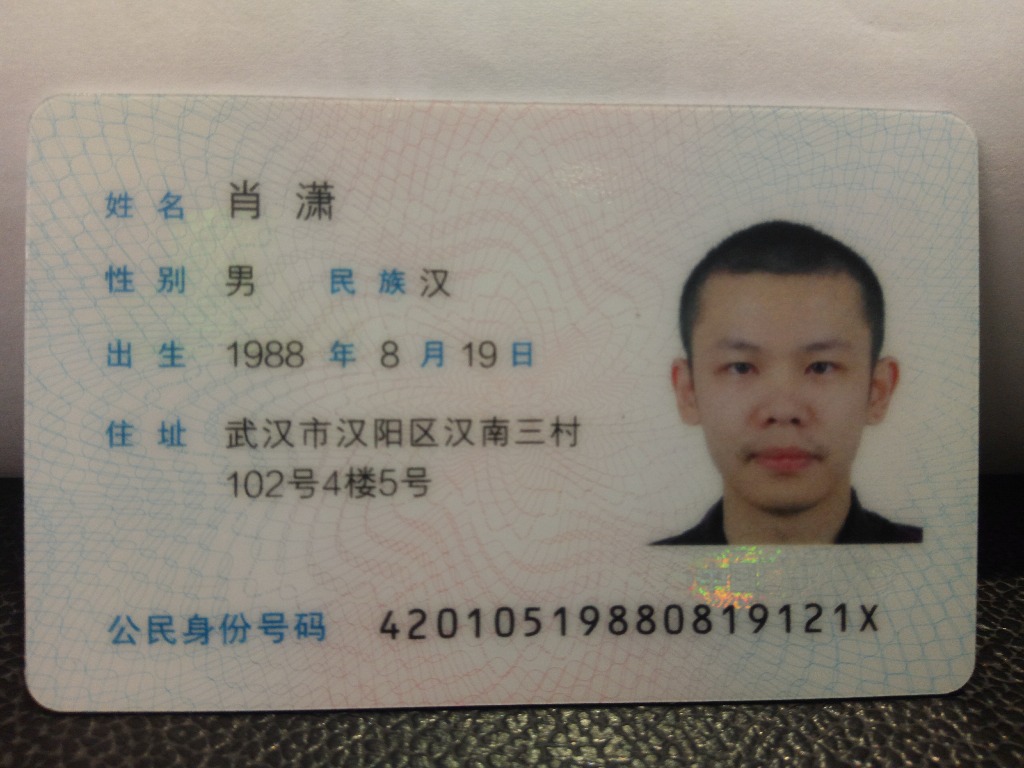 姓名 肖潇
性别 男 民族 汉
出生 1988 年 8 月 19 日
住址 武汉市汉阳区汉南三村
102号4楼5号
公民身份号码 42010519880819121X